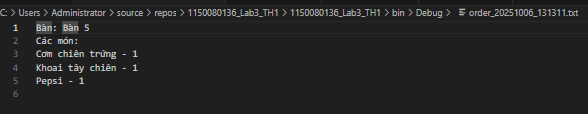 C: > Users > Administrator > source > repos > 1150080136_Lab3_TH1 > 1150080136_Lab3_TH1 > bin > Debug > order_20251006_131311.txt
1 Bàn: Bàn 5
2 Các món:
3 Cơm chiên trứng - 1
4 Khoai tây chiên - 1
5 Pepsi - 1
6